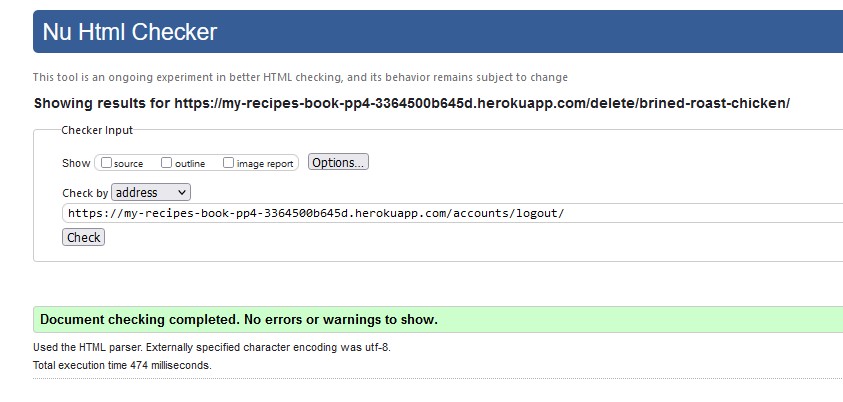 Nu Html Checker
This tool is an ongoing experiment in better HTML checking, and its behavior remains subject to change
Showing results for https://my-recipes-book-pp4-3364500b645d.herokuapp.com/delete/brined-roast-chicken/
Checker Input
Show source outline image report Options...
Check by address
https://my-recipes-book-pp4-3364500b645d.herokuapp.com/accounts/logout/
Check
Document checking completed. No errors or warnings to show.
Used the HTML parser. Externally specified character encoding was utf-8.
Total execution time 474 milliseconds.